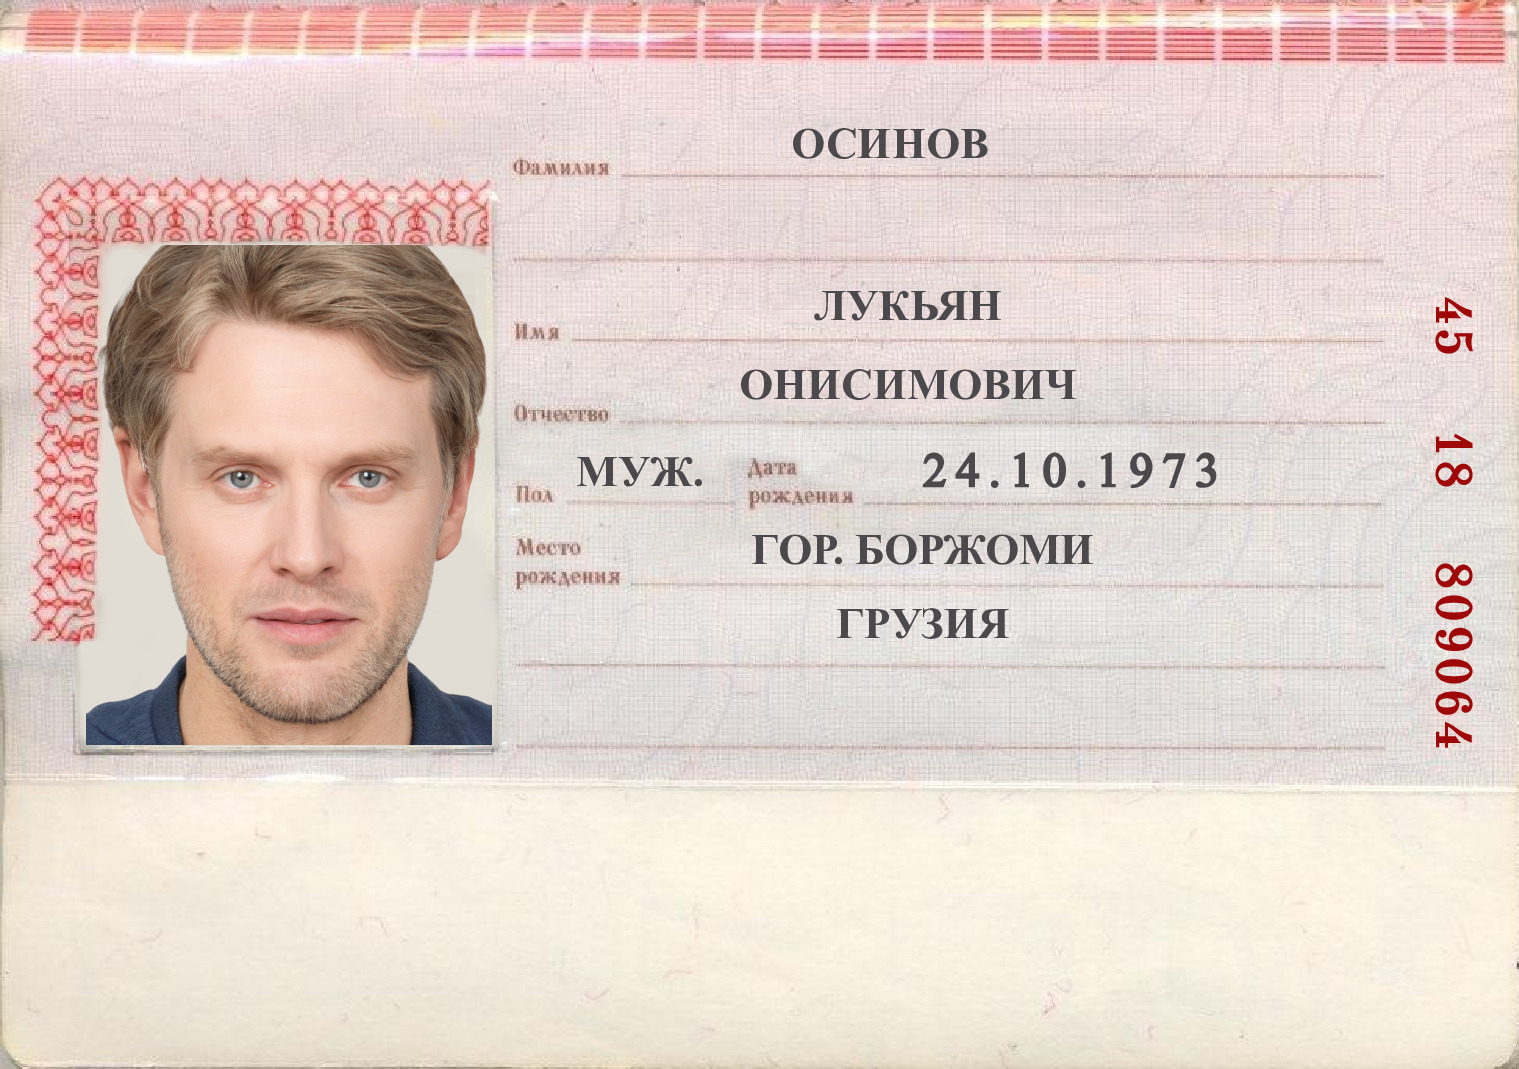 Фамилия ОСИНОВ
Имя ЛУКЬЯН
Отчество ОНИСИМОВИЧ
Пол МУЖ. Дата рождения 24.10.1973
Место рождения ГОР. БОРЖОМИ
ГРУЗИЯ
45 18 809064